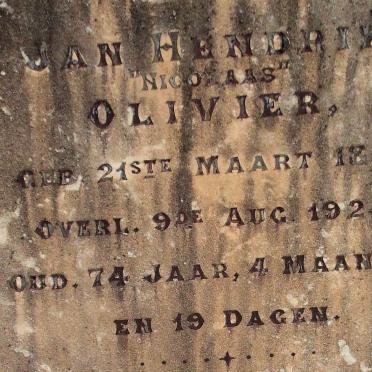 JAN HENDRIK
"NICOLAAS"
OLIVIER,
GEB. 21STE MAART 18
OVERL. 9DE AUG. 192
OUD. 74 JAAR, 4 MAAN
EN 19 DAGEN.